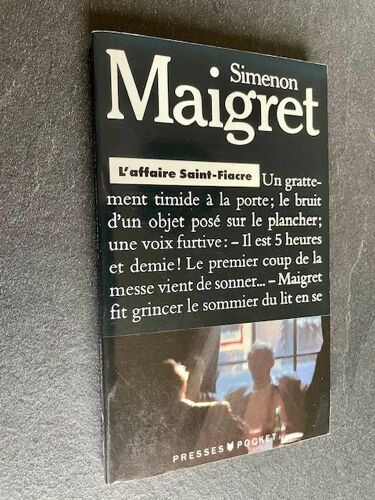 Simenon
Maigret
L'affaire Saint-Fiacre
Un gratte-
ment timide à la porte; le bruit
d'un objet posé sur le plancher;
une voix furtive: – Il est 5 heures
et demie! Le premier coup de la
messe vient de sonner... – Maigret
fit grincer le sommier du lit en se
PRESSES POCKET